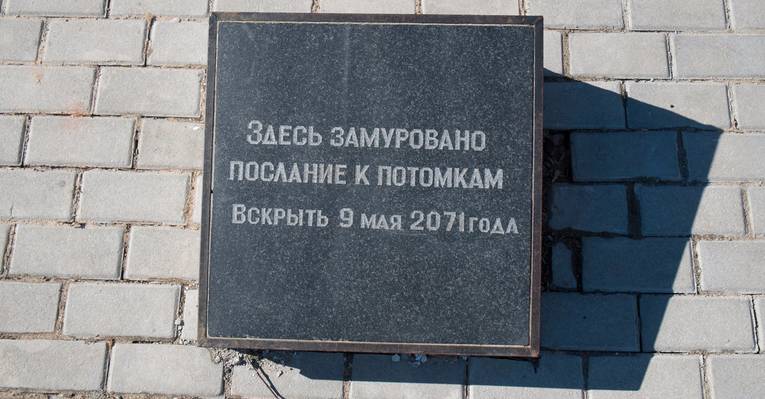 Здесь замуровано
послание к потомкам
Вскрыть 9 мая 2071 года